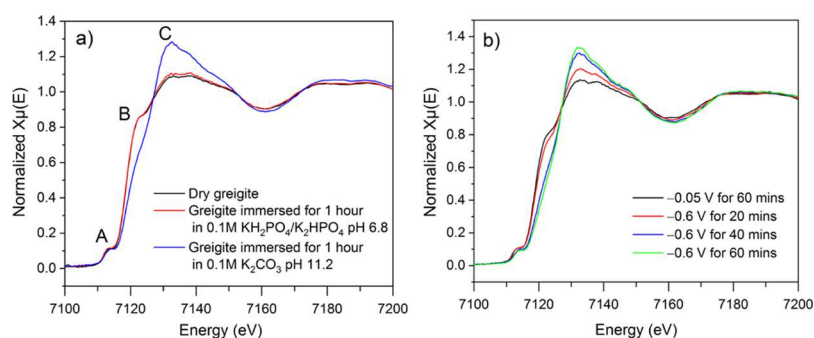 a)
C
B
A
Dry greigite
Greigite immersed for 1 hour
in 0.1M KH₂PO₄/K₂HPO₄ pH 6.8
Greigite immersed for 1 hour
in 0.1M K₂CO₃ pH 11.2
Normalized Xµ(E)
1.4
1.2
1.0
0.8
0.6
0.4
0.2
0.0
7100 7120 7140 7160 7180 7200
Energy (eV)
b)
−0.05 V for 60 mins
−0.6 V for 20 mins
−0.6 V for 40 mins
−0.6 V for 60 mins
Normalized Xµ(E)
1.4
1.2
1.0
0.8
0.6
0.4
0.2
0.0
7100 7120 7140 7160 7180 7200
Energy (eV)